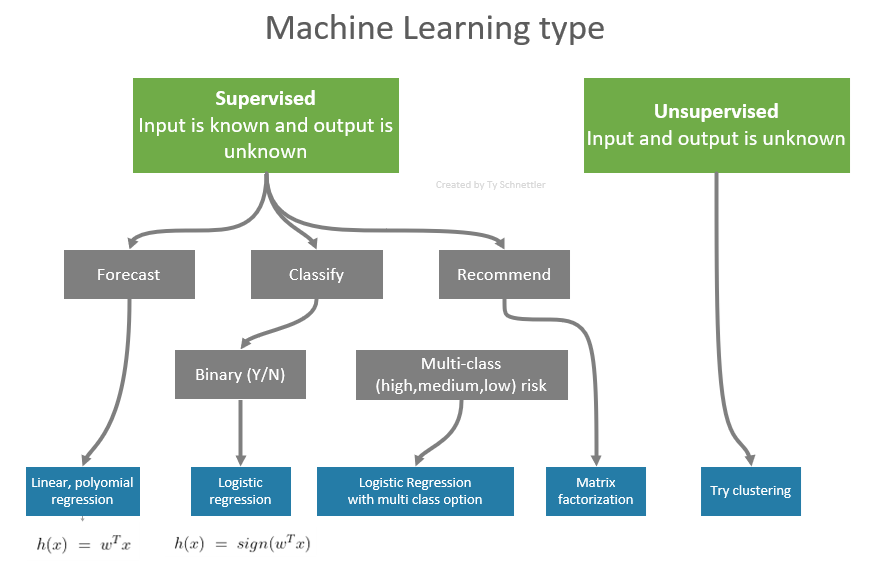 Machine Learning type
Supervised
Input is known and output is
unknown
Unsupervised
Input and output is unknown
Created by Ty Schnettler
Forecast
Classify
Recommend
Binary (Y/N)
Multi-class
(high,medium,low) risk
Linear, polyomial
regression
Logistic
regression
Logistic Regression
with multi class option
Matrix
factorization
Try clustering
h(x) = wᵀx
h(x) = sign(wᵀx)